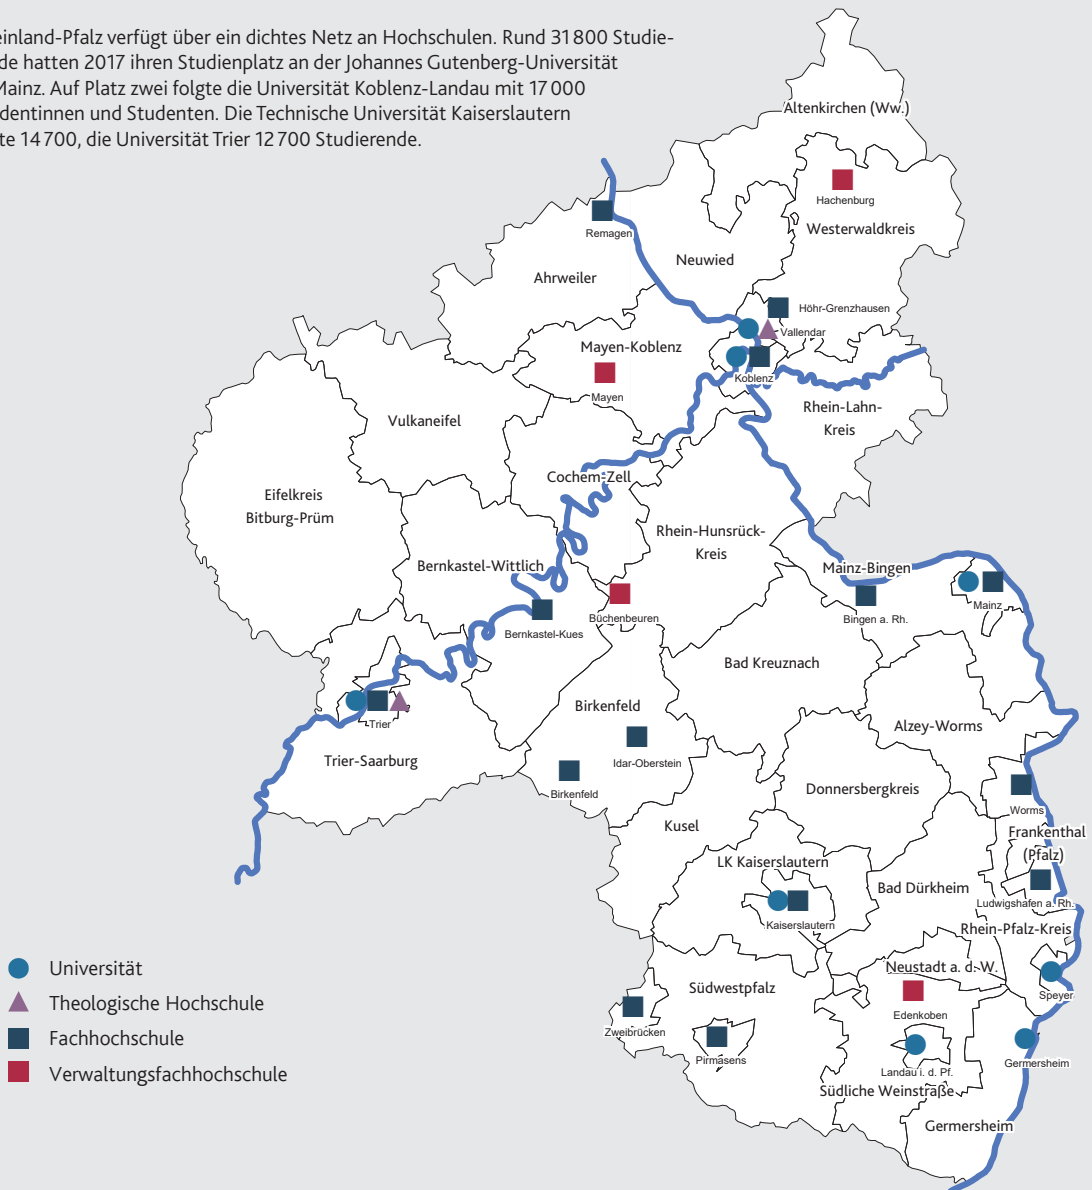 einland-Pfalz verfügt über ein dichtes Netz an Hochschulen. Rund 31 800 Studie-
de hatten 2017 ihren Studienplatz an der Johannes Gutenberg-Universität
Mainz. Auf Platz zwei folgte die Universität Koblenz-Landau mit 17 000
dentinnen und Studenten. Die Technische Universität Kaiserslautern
te 14 700, die Universität Trier 12 700 Studierende.
Altenkirchen (Ww.)
Hachenburg
Westerwaldkreis
Remagen
Neuwied
Ahrweiler
Höhr-Grenzhausen
Vallendar
Mayen-Koblenz
Koblenz
Mayen
Rhein-Lahn-
Kreis
Vulkaneifel
Cochem-Zell
Eifelkreis
Bitburg-Prüm
Rhein-Hunsrück-
Kreis
Bernkastel-Wittlich
Mainz-Bingen
Mainz
Büchenbeuren
Bingen a. Rh.
Bernkastel-Kues
Bad Kreuznach
Birkenfeld
Trier
Alzey-Worms
Trier-Saarburg
Idar-Oberstein
Birkenfeld
Donnersbergkreis
Worms
Kusel
Frankenthal
(Pfalz)
LK Kaiserslautern
Bad Dürkheim
Ludwigshafen a. Rh.
Kaiserslautern
Rhein-Pfalz-Kreis
Neustadt a. d. W.
Universität
Südwestpfalz
Speyer
Theologische Hochschule
Edenkoben
Zweibrücken
Fachhochschule
Pirmasens
Germersheim
Landau i. d. Pf.
Verwaltungsfachhochschule
Südliche Weinstraße
Germersheim